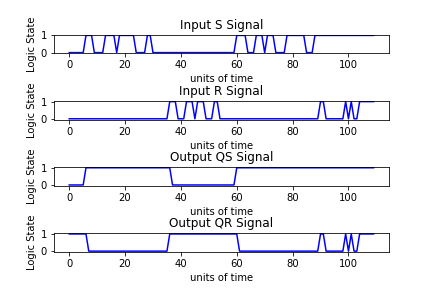 Input S Signal
Logic State
1
0
0 20 40 60 80 100
units of time
Input R Signal
Logic State
1
0
0 20 40 60 80 100
units of time
Output QS Signal
Logic State
1
0
0 20 40 60 80 100
units of time
Output QR Signal
Logic State
1
0
0 20 40 60 80 100
units of time